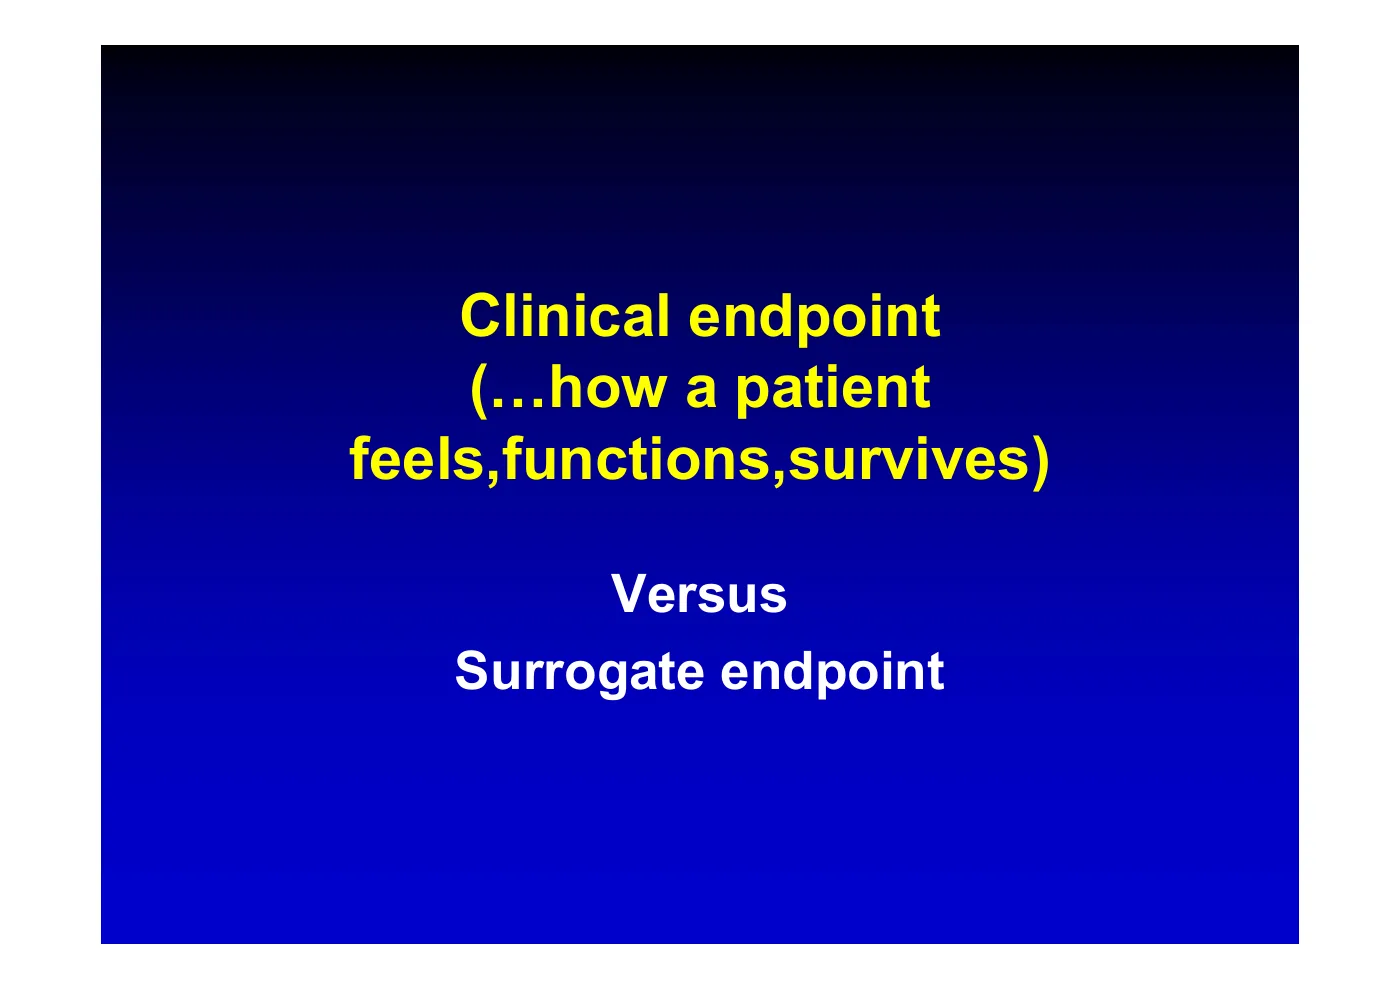 Clinical endpoint
(…how a patient
feels,functions,survives)
Versus
Surrogate endpoint